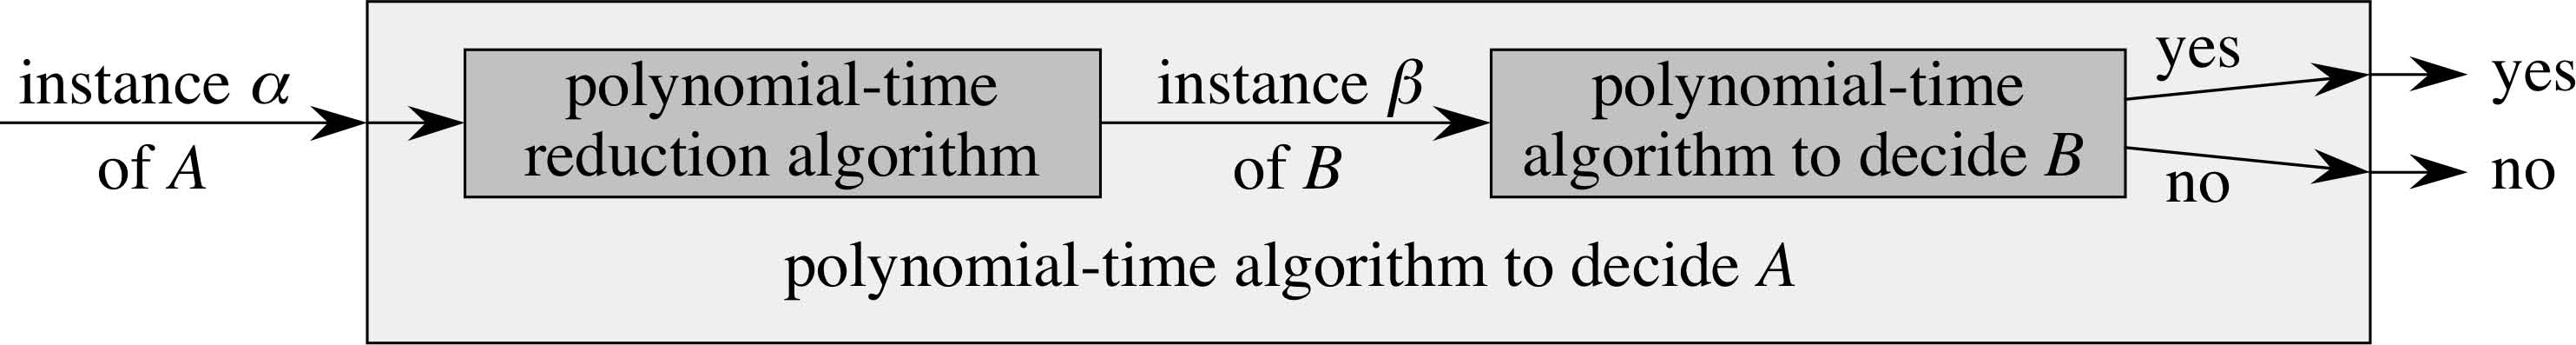 instance α
of A
polynomial-time
reduction algorithm
instance β
of B
polynomial-time
algorithm to decide B
yes
no
yes
no
polynomial-time algorithm to decide A